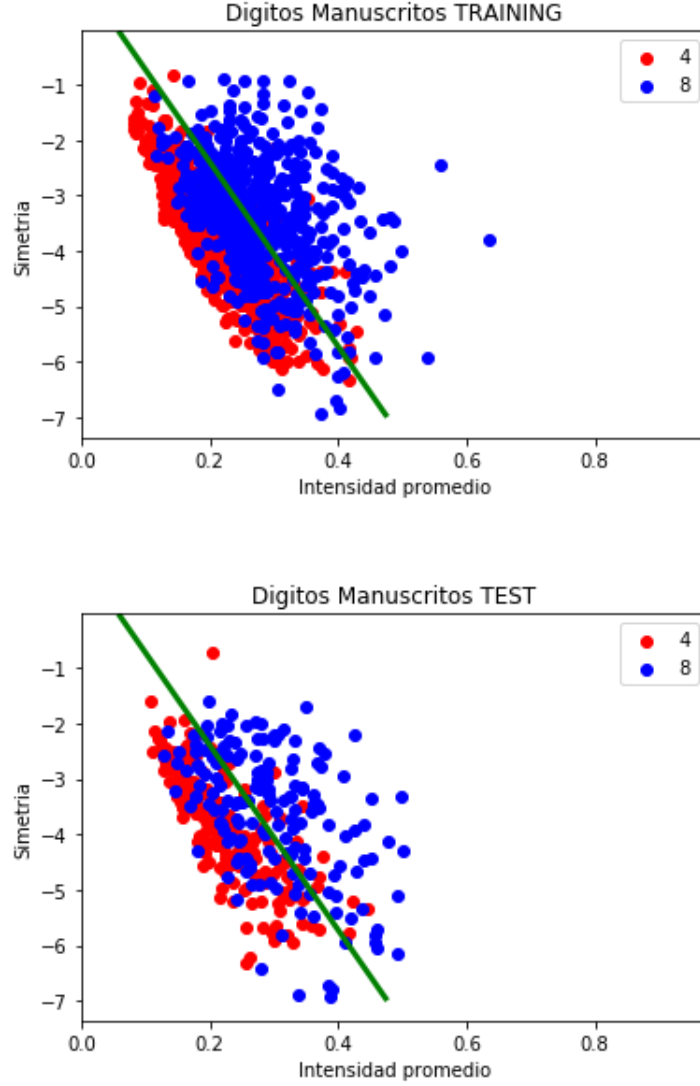 Digitos Manuscritos TRAINING
4
8
−1
−2
−3
−4
−5
−6
−7
Simetria
0.0 0.2 0.4 0.6 0.8
Intensidad promedio
Digitos Manuscritos TEST
4
8
−1
−2
−3
−4
−5
−6
−7
Simetria
0.0 0.2 0.4 0.6 0.8
Intensidad promedio